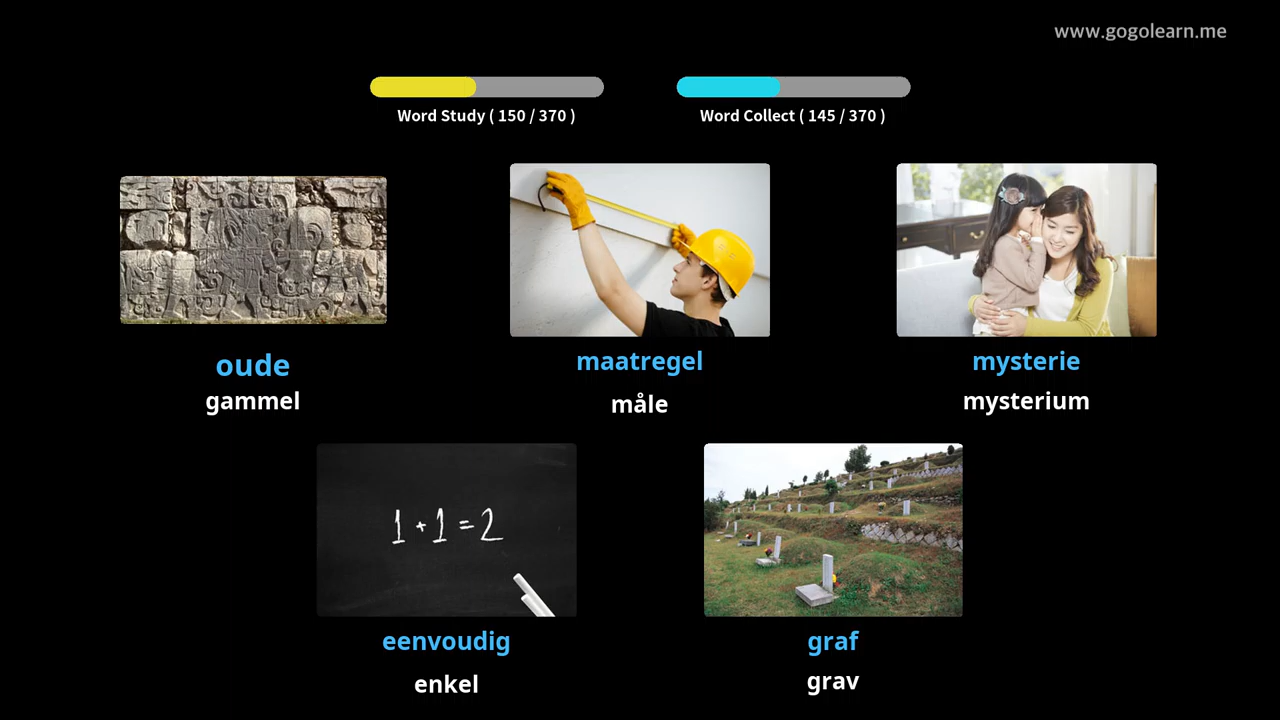 www.gogolearn.me
Word Study ( 150 / 370 )
Word Collect ( 145 / 370 )
oude
gammel
maatregel
måle
mysterie
mysterium
1 + 1 = 2
eenvoudig
enkel
graf
grav